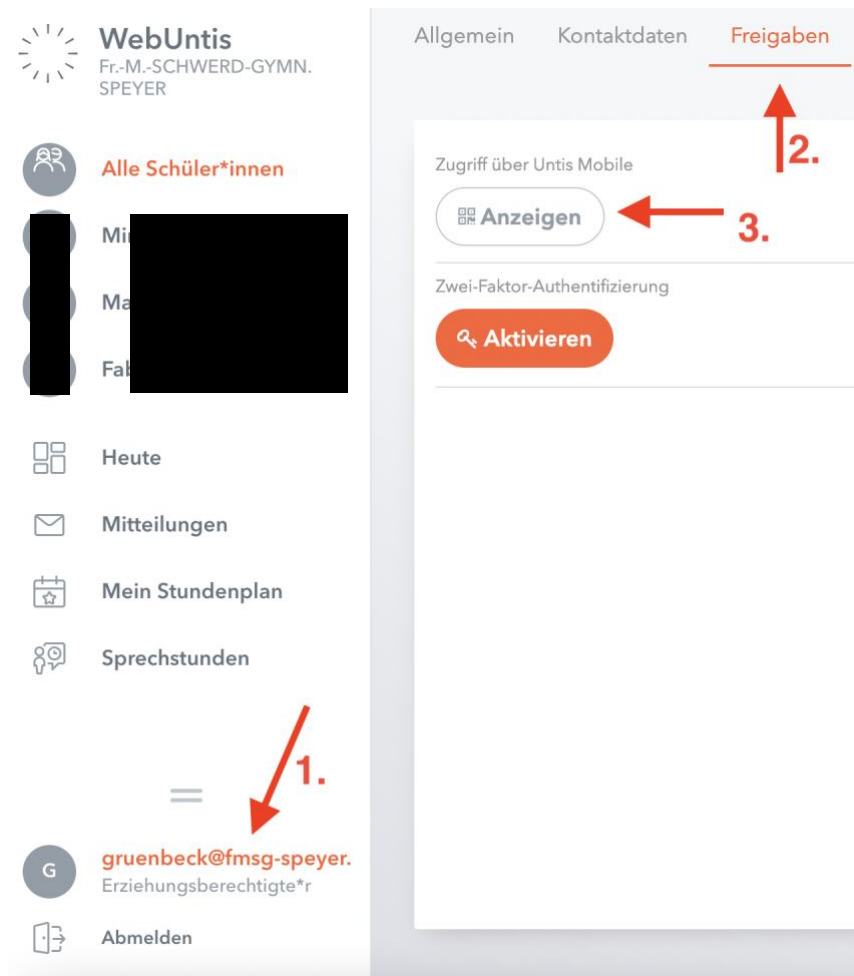 WebUntis
Fr.-M.-SCHWERD-GYMN.
SPEYER
Alle Schüler*innen
Heute
Mitteilungen
Mein Stundenplan
Sprechstunden
1.
G
gruenbeck@fmsg-speyer.
Erziehungsberechtigte*r
Abmelden
Allgemein Kontaktdaten Freigaben
2.
Zugriff über Untis Mobile
Anzeigen
3.
Zwei-Faktor-Authentifizierung
Aktivieren